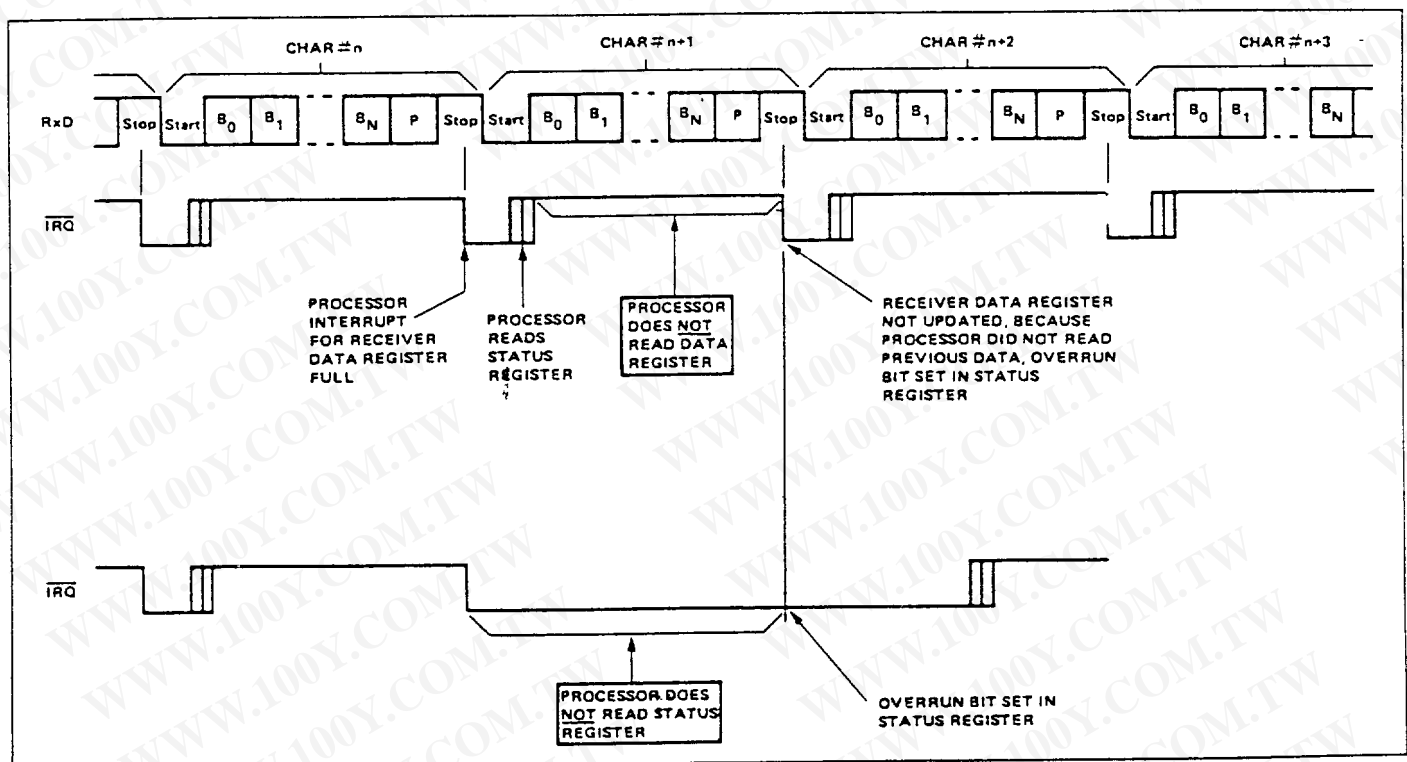 CHAR#n
CHAR#n+1
CHAR#n+2
CHAR#n+3
RxD
Stop Start B0 B1 BN P Stop Start B0 B1 BN P Stop Start B0 B1 BN P Stop Start B0 B1 BN
IRQ
PROCESSOR
INTERRUPT
FOR RECEIVER
DATA REGISTER
FULL
PROCESSOR
READS
STATUS
REGISTER
PROCESSOR
DOES NOT
READ DATA
REGISTER
RECEIVER DATA REGISTER
NOT UPDATED, BECAUSE
PROCESSOR DID NOT READ
PREVIOUS DATA, OVERRUN
BIT SET IN STATUS
REGISTER
IRQ
PROCESSOR DOES
NOT READ STATUS
REGISTER
OVERRUN BIT SET IN
STATUS REGISTER
WWW.100Y.COM.TW